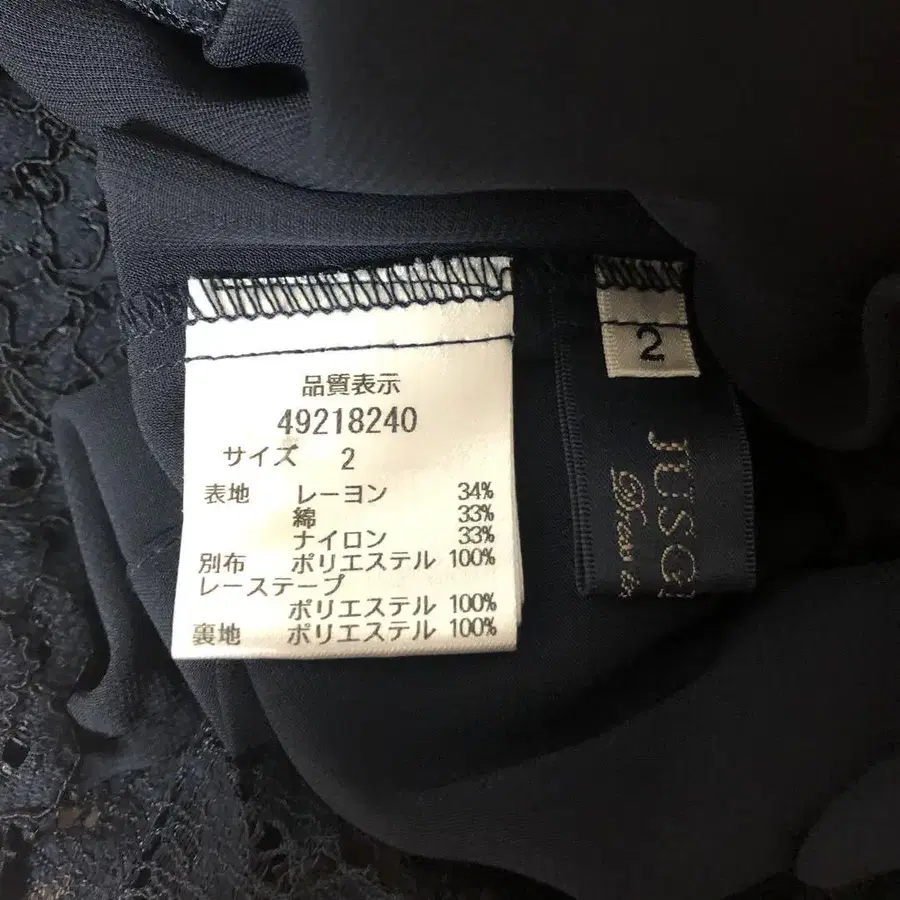 品質表示
49218240
サイズ 2
表地 レーヨン 34%
綿 33%
ナイロン 33%
別布 ポリエステル 100%
レーステープ
ポリエステル 100%
裏地 ポリエステル 100%
2
JUSG
Dress &